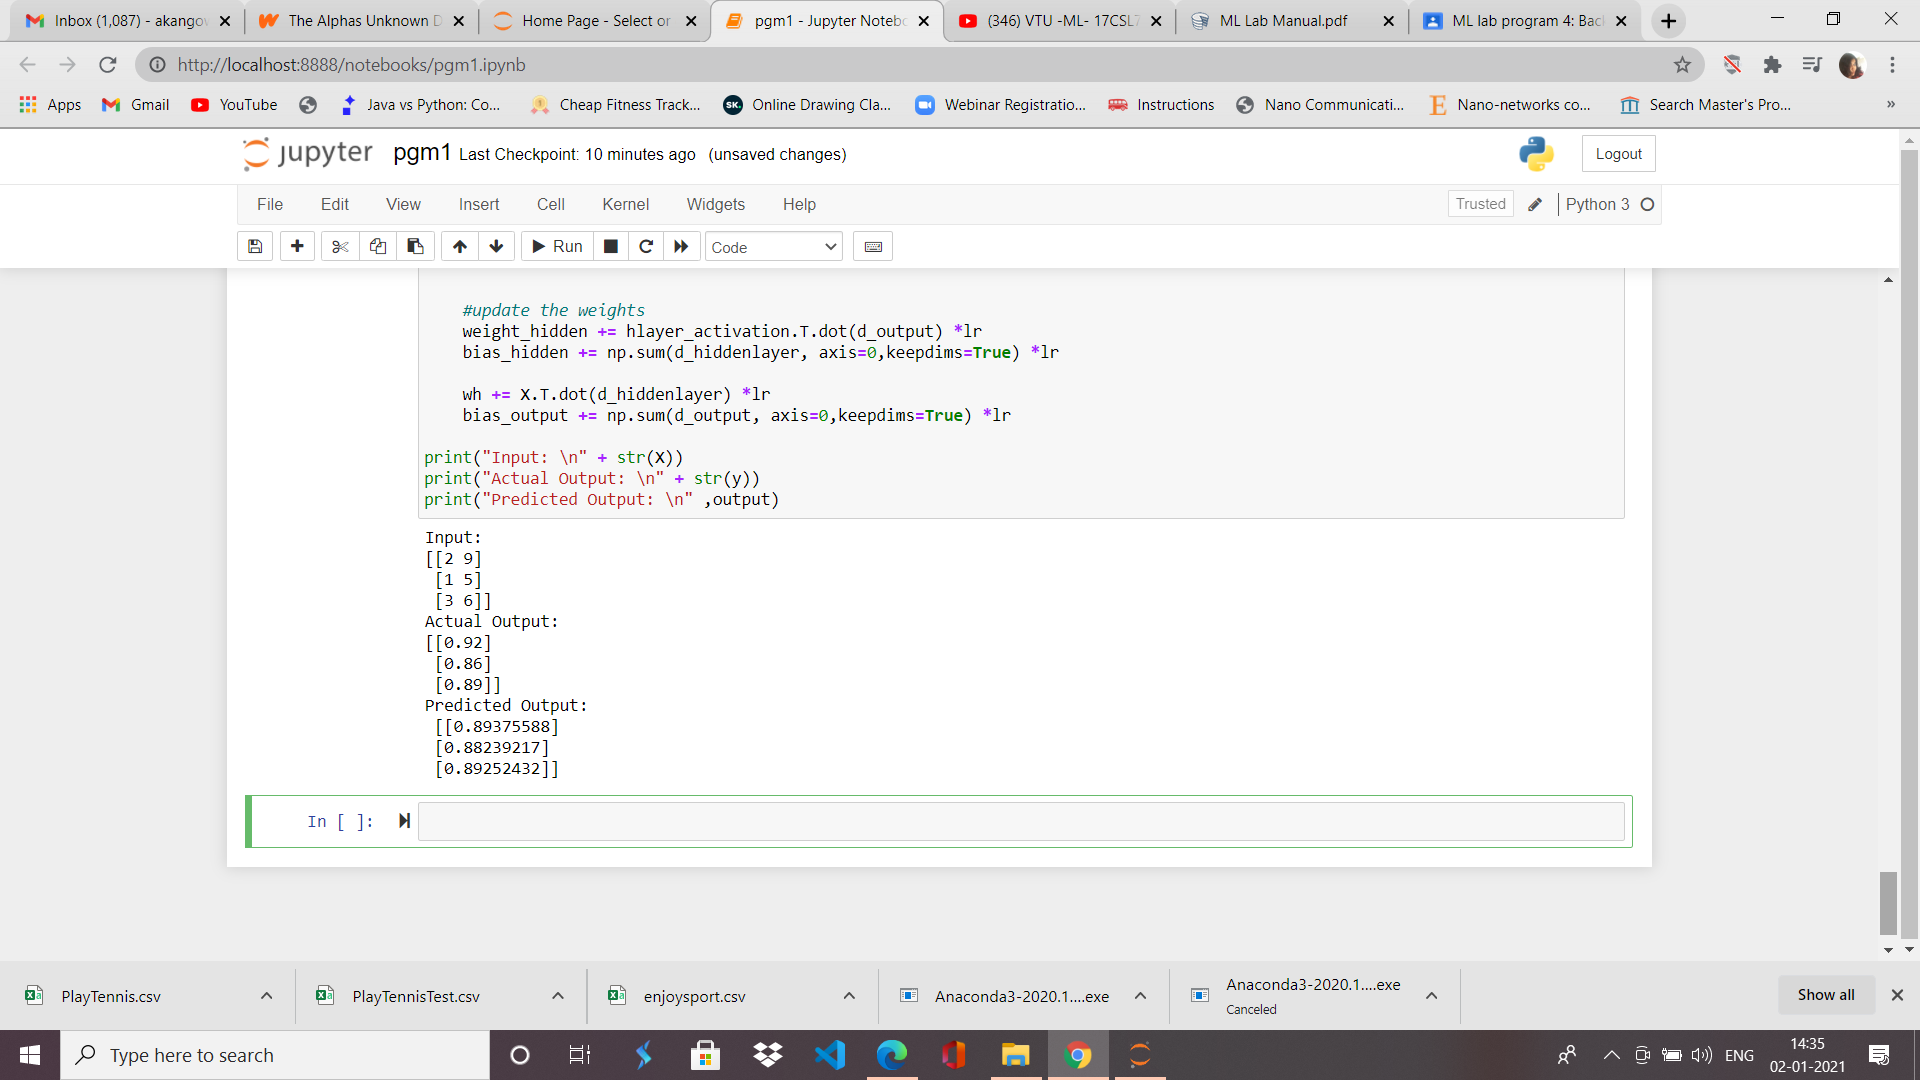 Inbox (1,087) - akango
The Alphas Unknown D
Home Page - Select or
pgm1 - Jupyter Notebo
(346) VTU -ML- 17CSL7
ML Lab Manual.pdf
ML lab program 4: Bac
http://localhost:8888/notebooks/pgm1.ipynb
Apps
Gmail
YouTube
Java vs Python: Co...
Cheap Fitness Track...
SK.
Online Drawing Cla...
Webinar Registratio...
Instructions
Nano Communicati...
Nano-networks co...
Search Master's Pro...
»
jupyter pgm1 Last Checkpoint: 10 minutes ago (unsaved changes)
Logout
File Edit View Insert Cell Kernel Widgets Help
Trusted
Python 3
Run
Code
#update the weights
weight_hidden += hlayer_activation.T.dot(d_output) *lr
bias_hidden += np.sum(d_hiddenlayer, axis=0,keepdims=True) *lr
wh += X.T.dot(d_hiddenlayer) *lr
bias_output += np.sum(d_output, axis=0,keepdims=True) *lr
print("Input: \n" + str(X))
print("Actual Output: \n" + str(y))
print("Predicted Output: \n" ,output)
Input:
[[2 9]
[1 5]
[3 6]]
Actual Output:
[[0.92]
[0.86]
[0.89]]
Predicted Output:
[[0.89375588]
[0.88239217]
[0.89252432]]
In [ ]:
PlayTennis.csv
PlayTennisTest.csv
enjoysport.csv
Anaconda3-2020.1....exe
Anaconda3-2020.1....exe
Canceled
Show all
Type here to search
ENG
14:35
02-01-2021